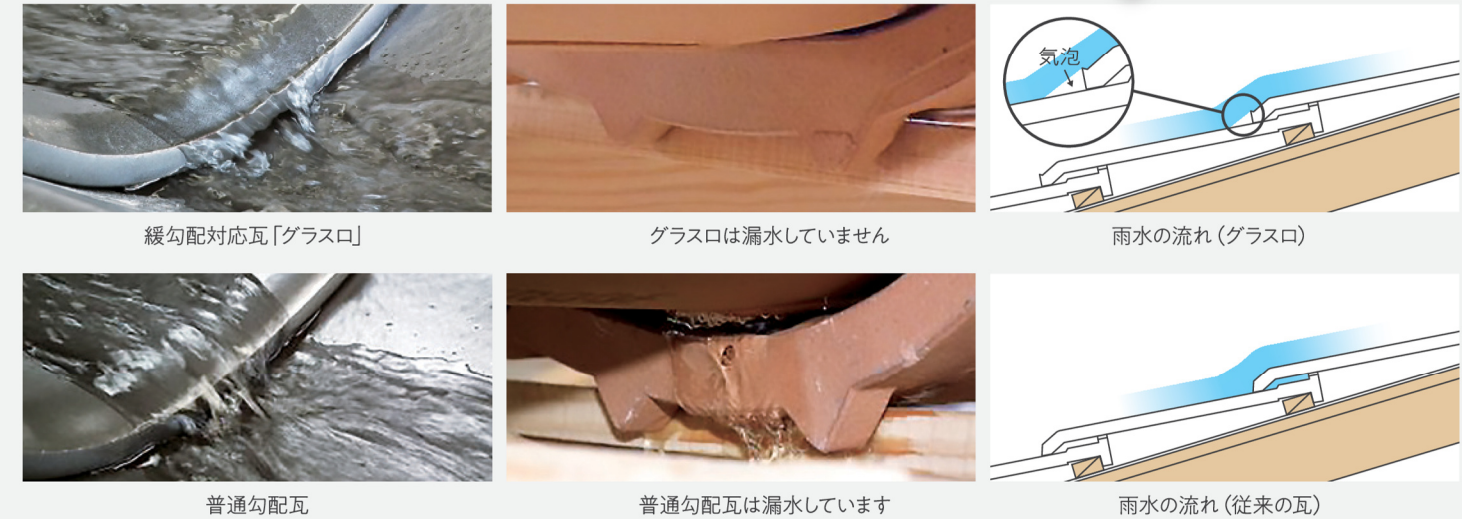 気泡
緩勾配対応瓦「グラスロ」
グラスロは漏水していません
雨水の流れ（グラスロ）
普通勾配瓦
普通勾配瓦は漏水しています
雨水の流れ（従来の瓦）